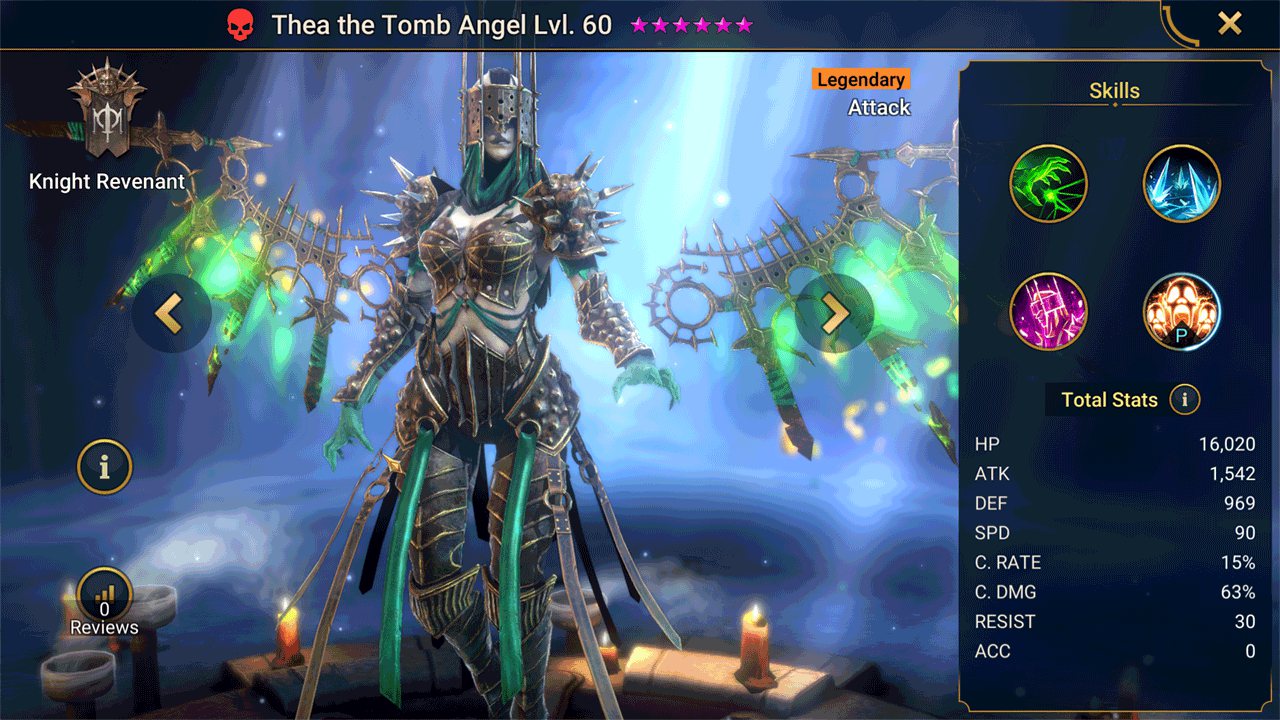 Thea the Tomb Angel Lvl. 60
Legendary
Attack
Knight Revenant
0
Reviews
Skills
P
Total Stats
HP 16,020
ATK 1,542
DEF 969
SPD 90
C. RATE 15%
C. DMG 63%
RESIST 30
ACC 0